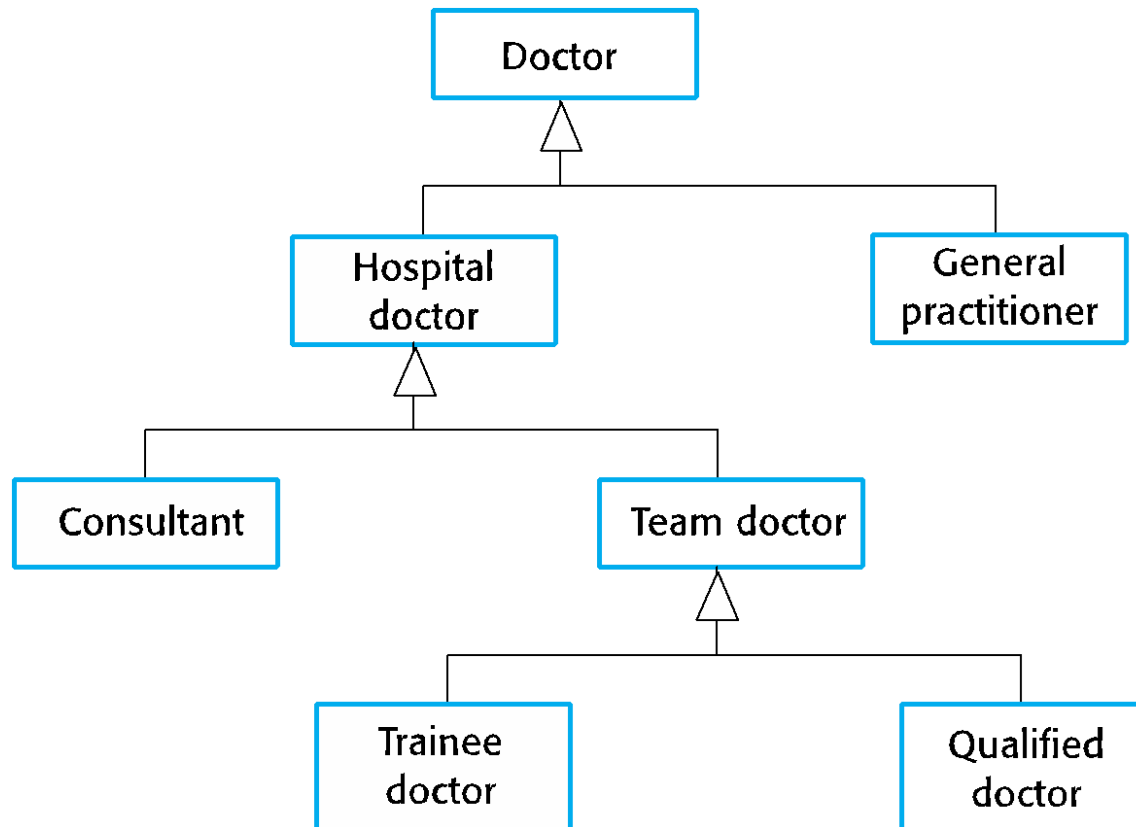 Doctor
Hospital
doctor
General
practitioner
Consultant
Team doctor
Trainee
doctor
Qualified
doctor